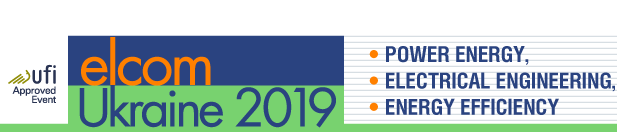 ufi
Approved
Event
elcom
Ukraine 2019
• POWER ENERGY,
• ELECTRICAL ENGINEERING,
• ENERGY EFFICIENCY